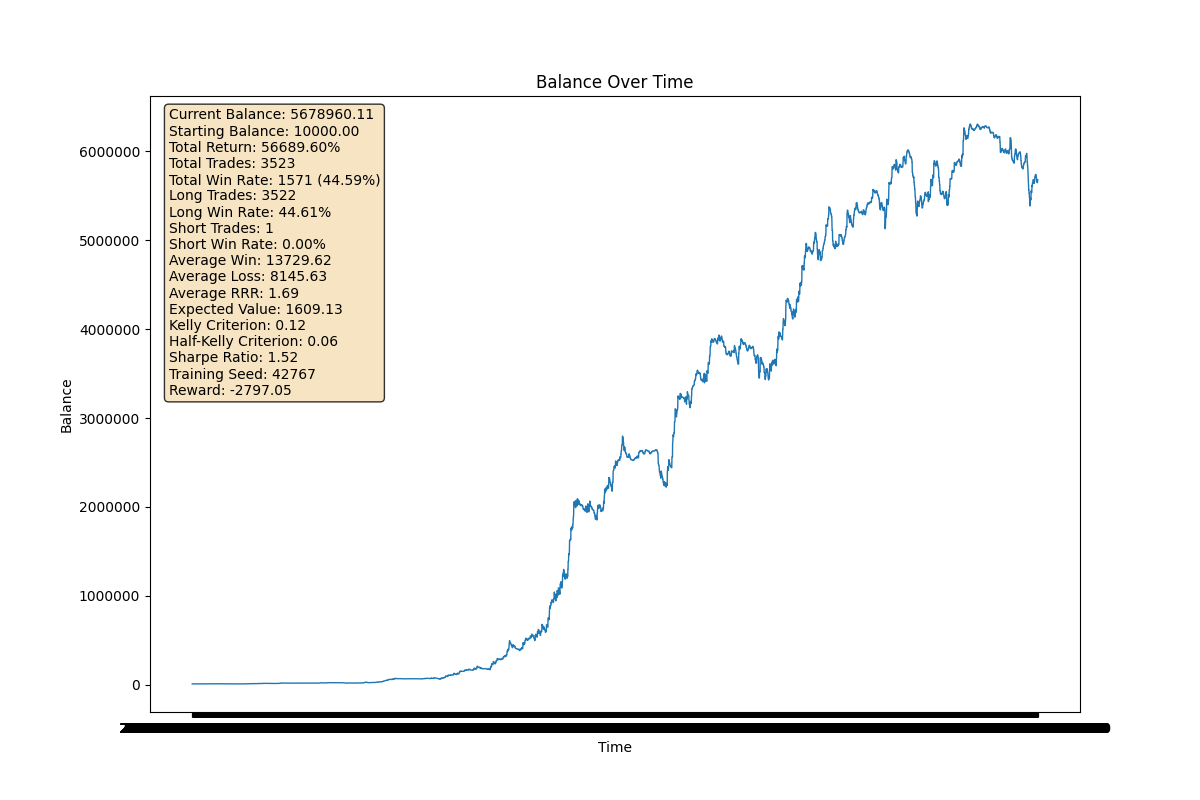 Balance Over Time
Current Balance: 5678960.11
Starting Balance: 10000.00
Total Return: 56689.60%
Total Trades: 3523
Total Win Rate: 1571 (44.59%)
Long Trades: 3522
Long Win Rate: 44.61%
Short Trades: 1
Short Win Rate: 0.00%
Average Win: 13729.62
Average Loss: 8145.63
Average RRR: 1.69
Expected Value: 1609.13
Kelly Criterion: 0.12
Half-Kelly Criterion: 0.06
Sharpe Ratio: 1.52
Training Seed: 42767
Reward: -2797.05
6000000
5000000
4000000
3000000
2000000
1000000
0
Balance
Time